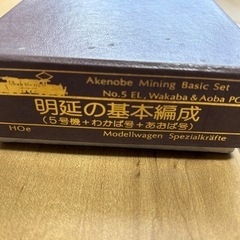 Akenobe Mining Basic Set
No.5 EL, Wakaba & Aoba PC
明延の基本編成
(5号機+わかば号+あおば号)
HOe Modellwagen Spezialkräfte